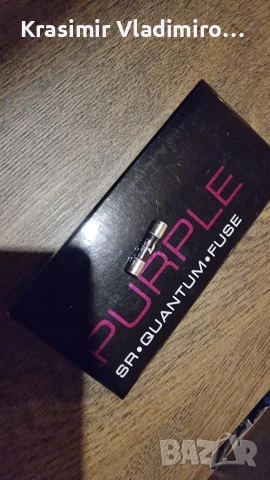 Krasimir Vladimiro...
PURPLE
SR•QUANTUM•FUSE
BAZAR